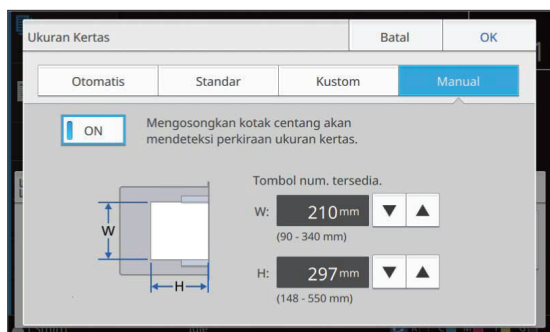 Ukuran Kertas
Batal
OK
Otomatis
Standar
Kustom
Manual
ON
Mengosongkan kotak centang akan
mendeteksi perkiraan ukuran kertas.
Tombol num. tersedia.
W: 210mm
(90 - 340 mm)
H: 297mm
(148 - 550 mm)
W
H